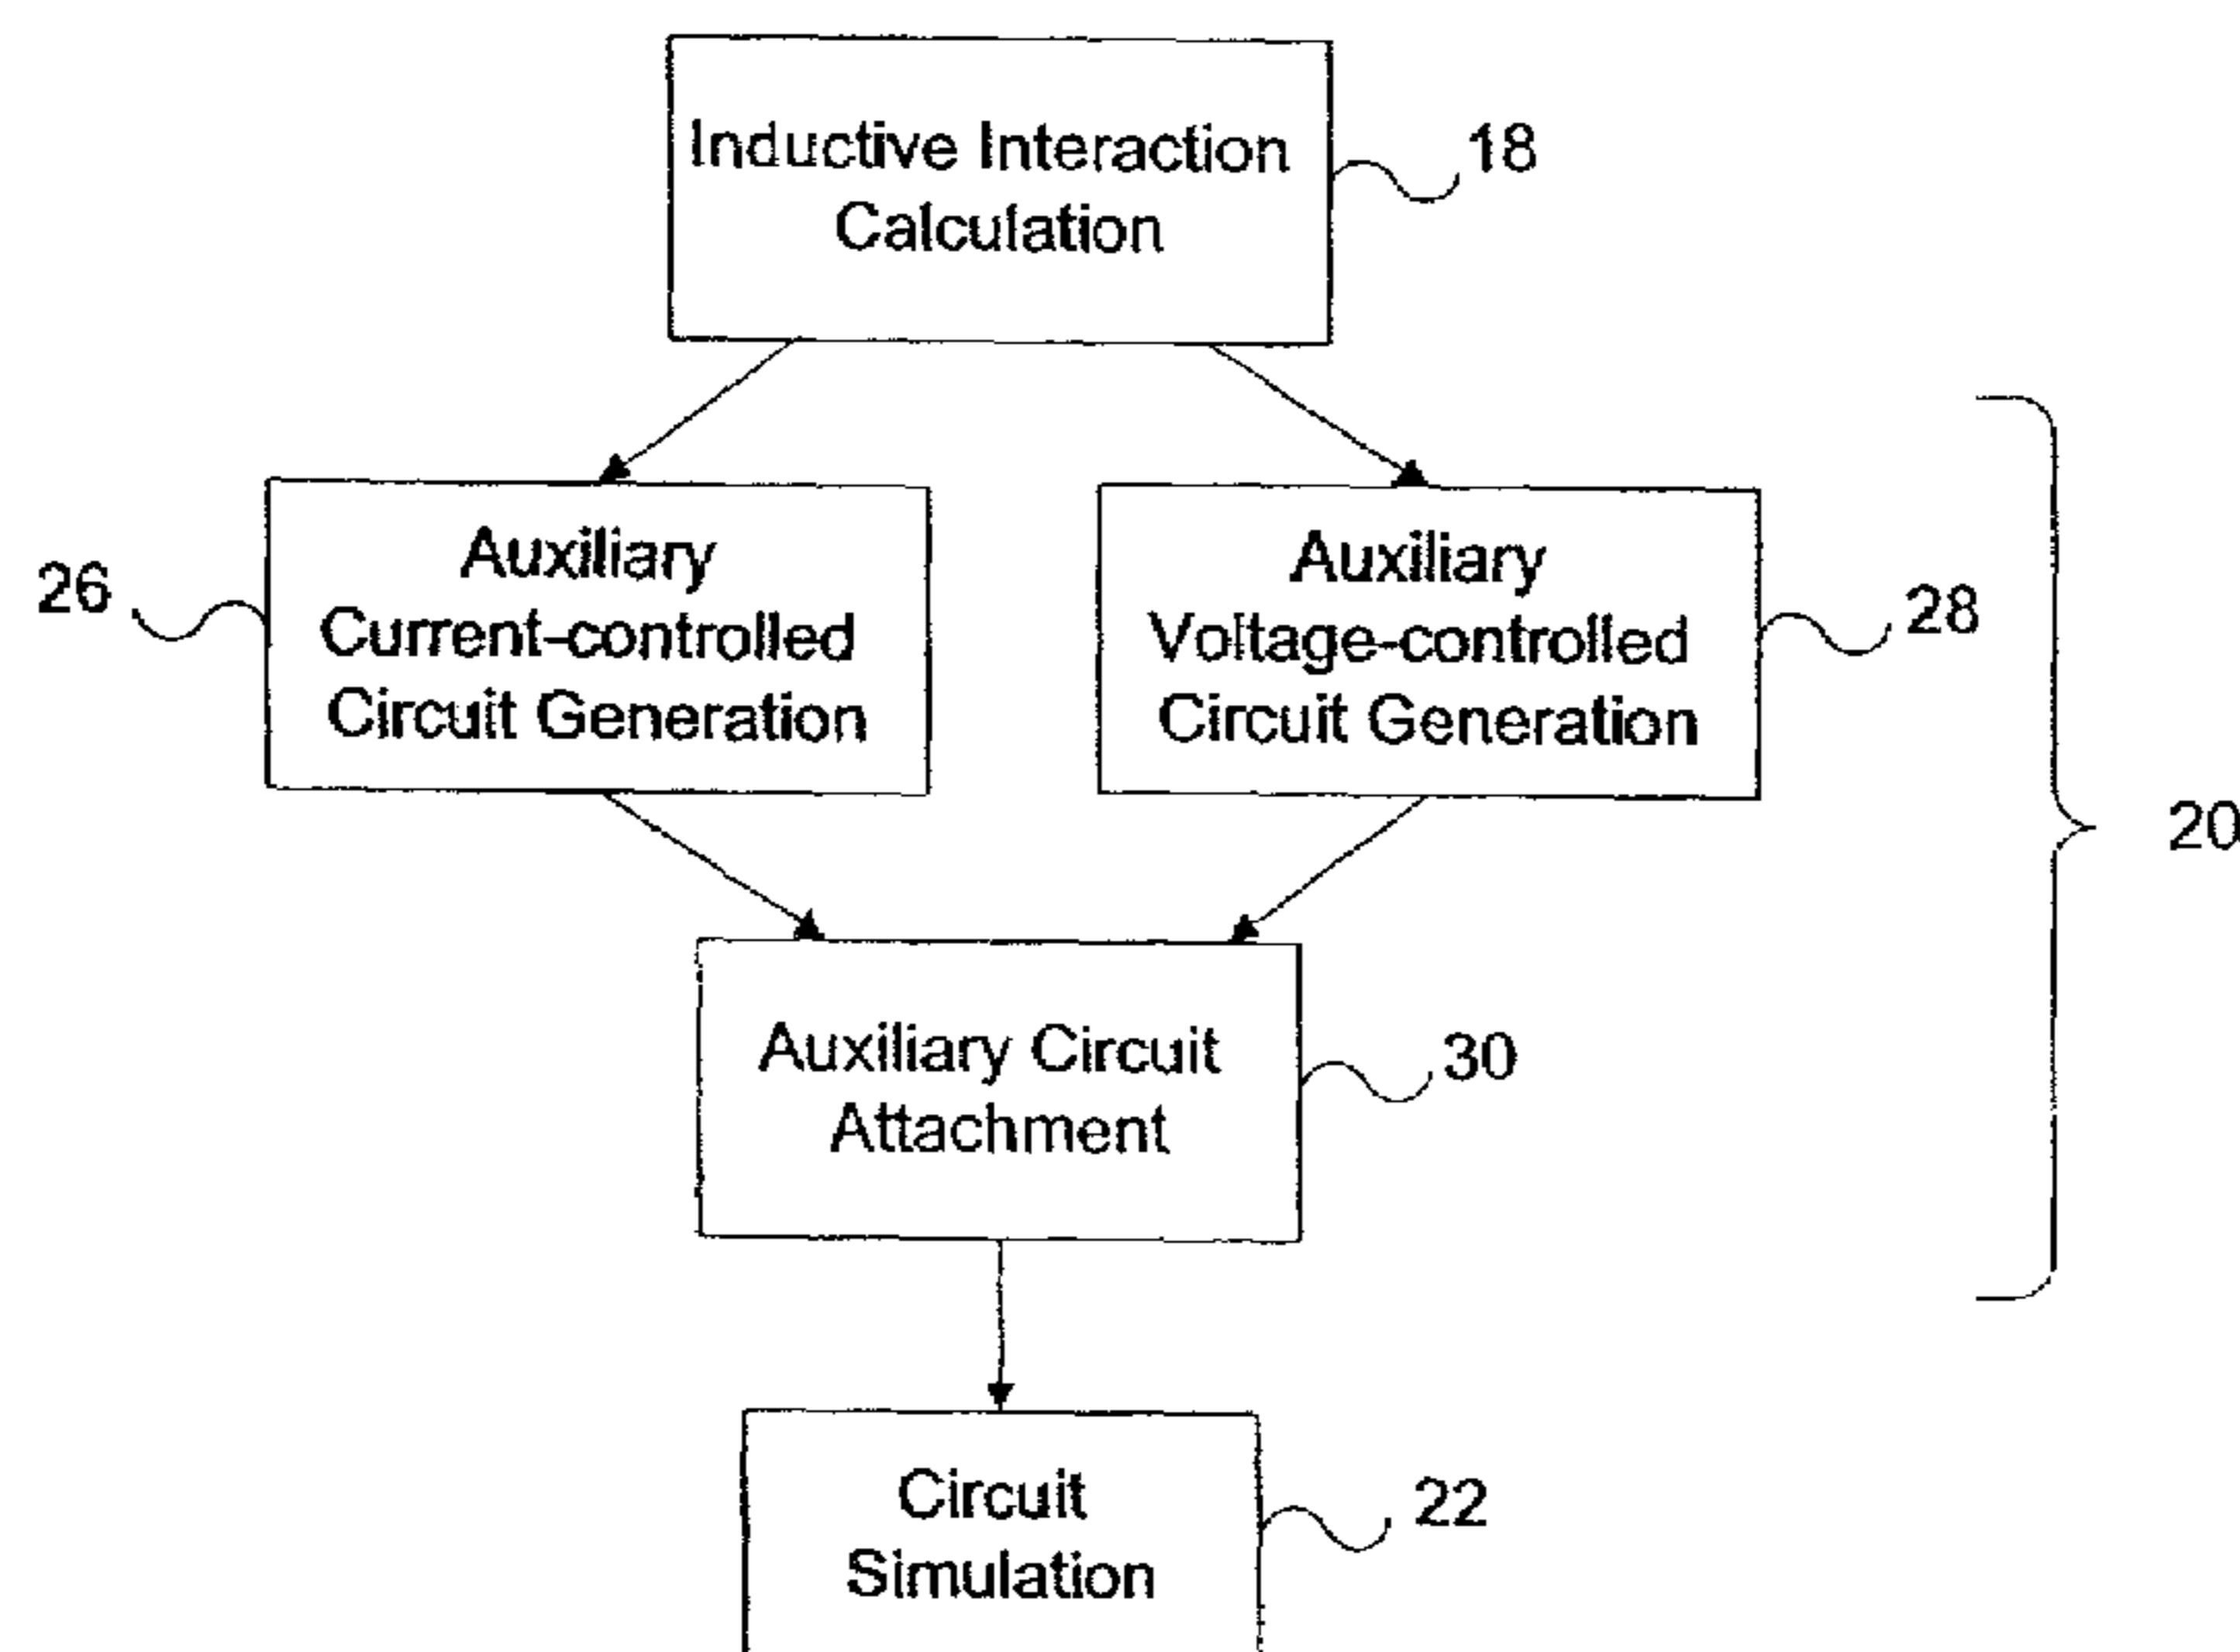 Inductive Interaction
Calculation
18
Auxiliary
Current-controlled
Circuit Generation
26
Auxiliary
Voltage-controlled
Circuit Generation
28
20
Auxiliary Circuit
Attachment
30
Circuit
Simulation
22